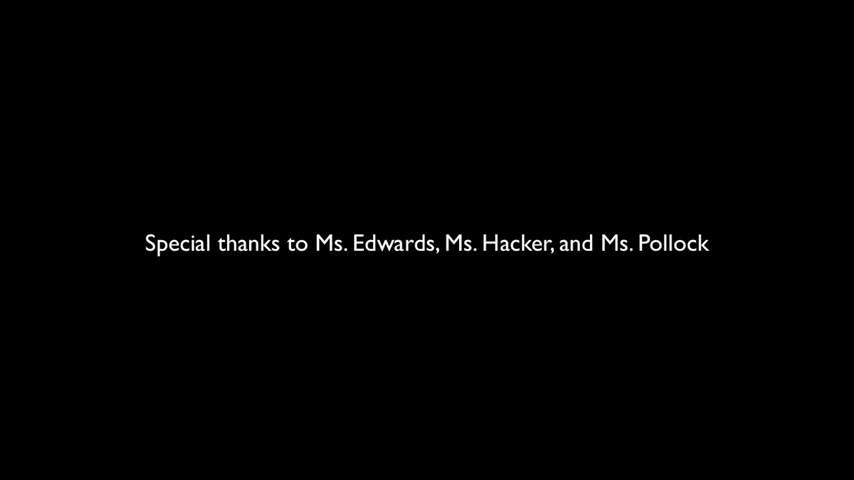 Special thanks to Ms. Edwards, Ms. Hacker, and Ms. Pollock